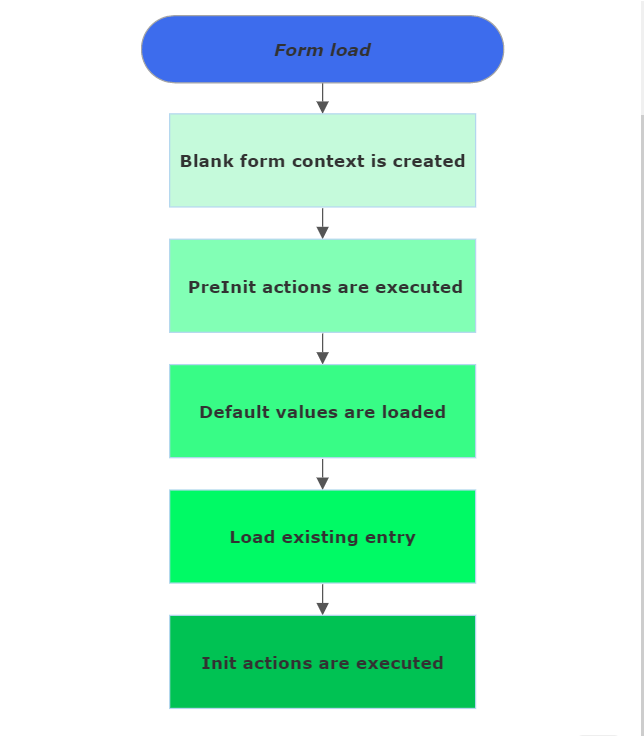 Form load
Blank form context is created
PreInit actions are executed
Default values are loaded
Load existing entry
Init actions are executed